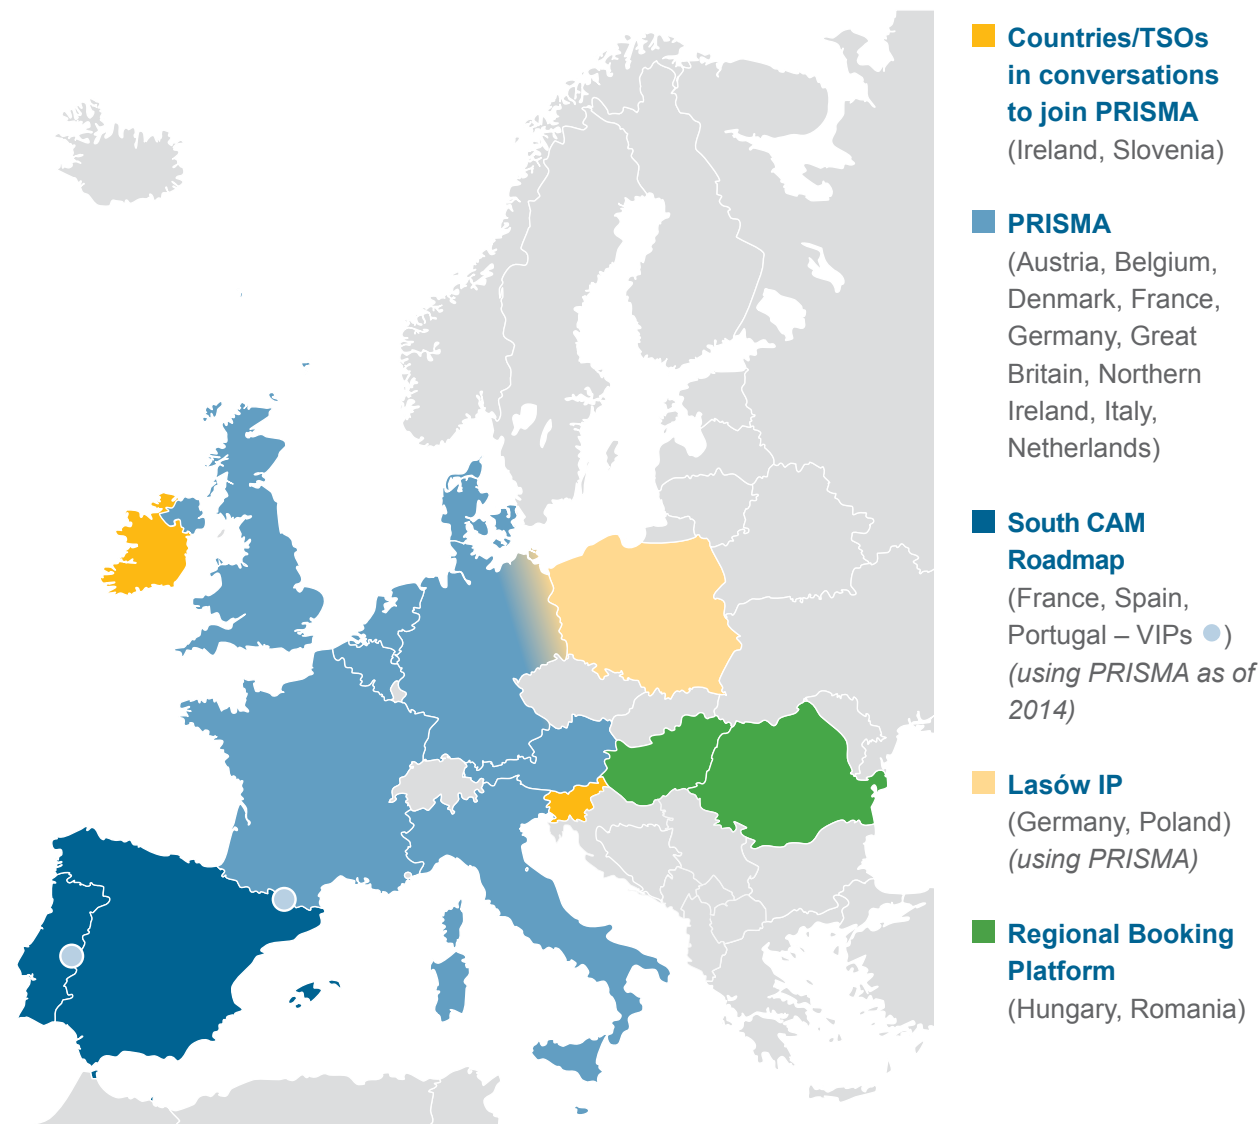 Countries/TSOs
in conversations
to join PRISMA
(Ireland, Slovenia)
PRISMA
(Austria, Belgium,
Denmark, France,
Germany, Great
Britain, Northern
Ireland, Italy,
Netherlands)
South CAM
Roadmap
(France, Spain,
Portugal – VIPs )
(using PRISMA as of
2014)
Lasów IP
(Germany, Poland)
(using PRISMA)
Regional Booking
Platform
(Hungary, Romania)